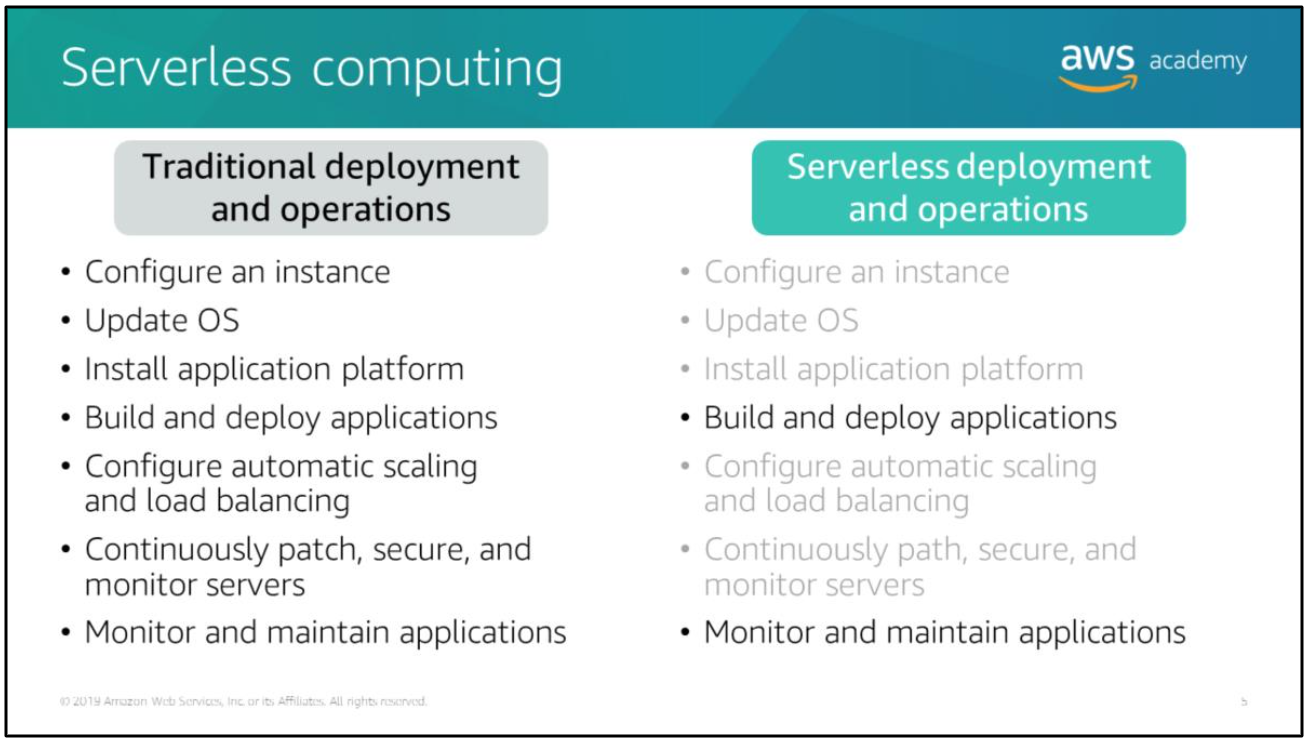 Serverless computing
aws academy
Traditional deployment
and operations
• Configure an instance
• Update OS
• Install application platform
• Build and deploy applications
• Configure automatic scaling
and load balancing
• Continuously patch, secure, and
monitor servers
• Monitor and maintain applications
Serverless deployment
and operations
• Configure an instance
• Update OS
• Install application platform
• Build and deploy applications
• Configure automatic scaling
and load balancing
• Continuously path, secure, and
monitor servers
• Monitor and maintain applications
© 2019 Amazon Web Services, Inc. or its Affiliates. All rights reserved.
5